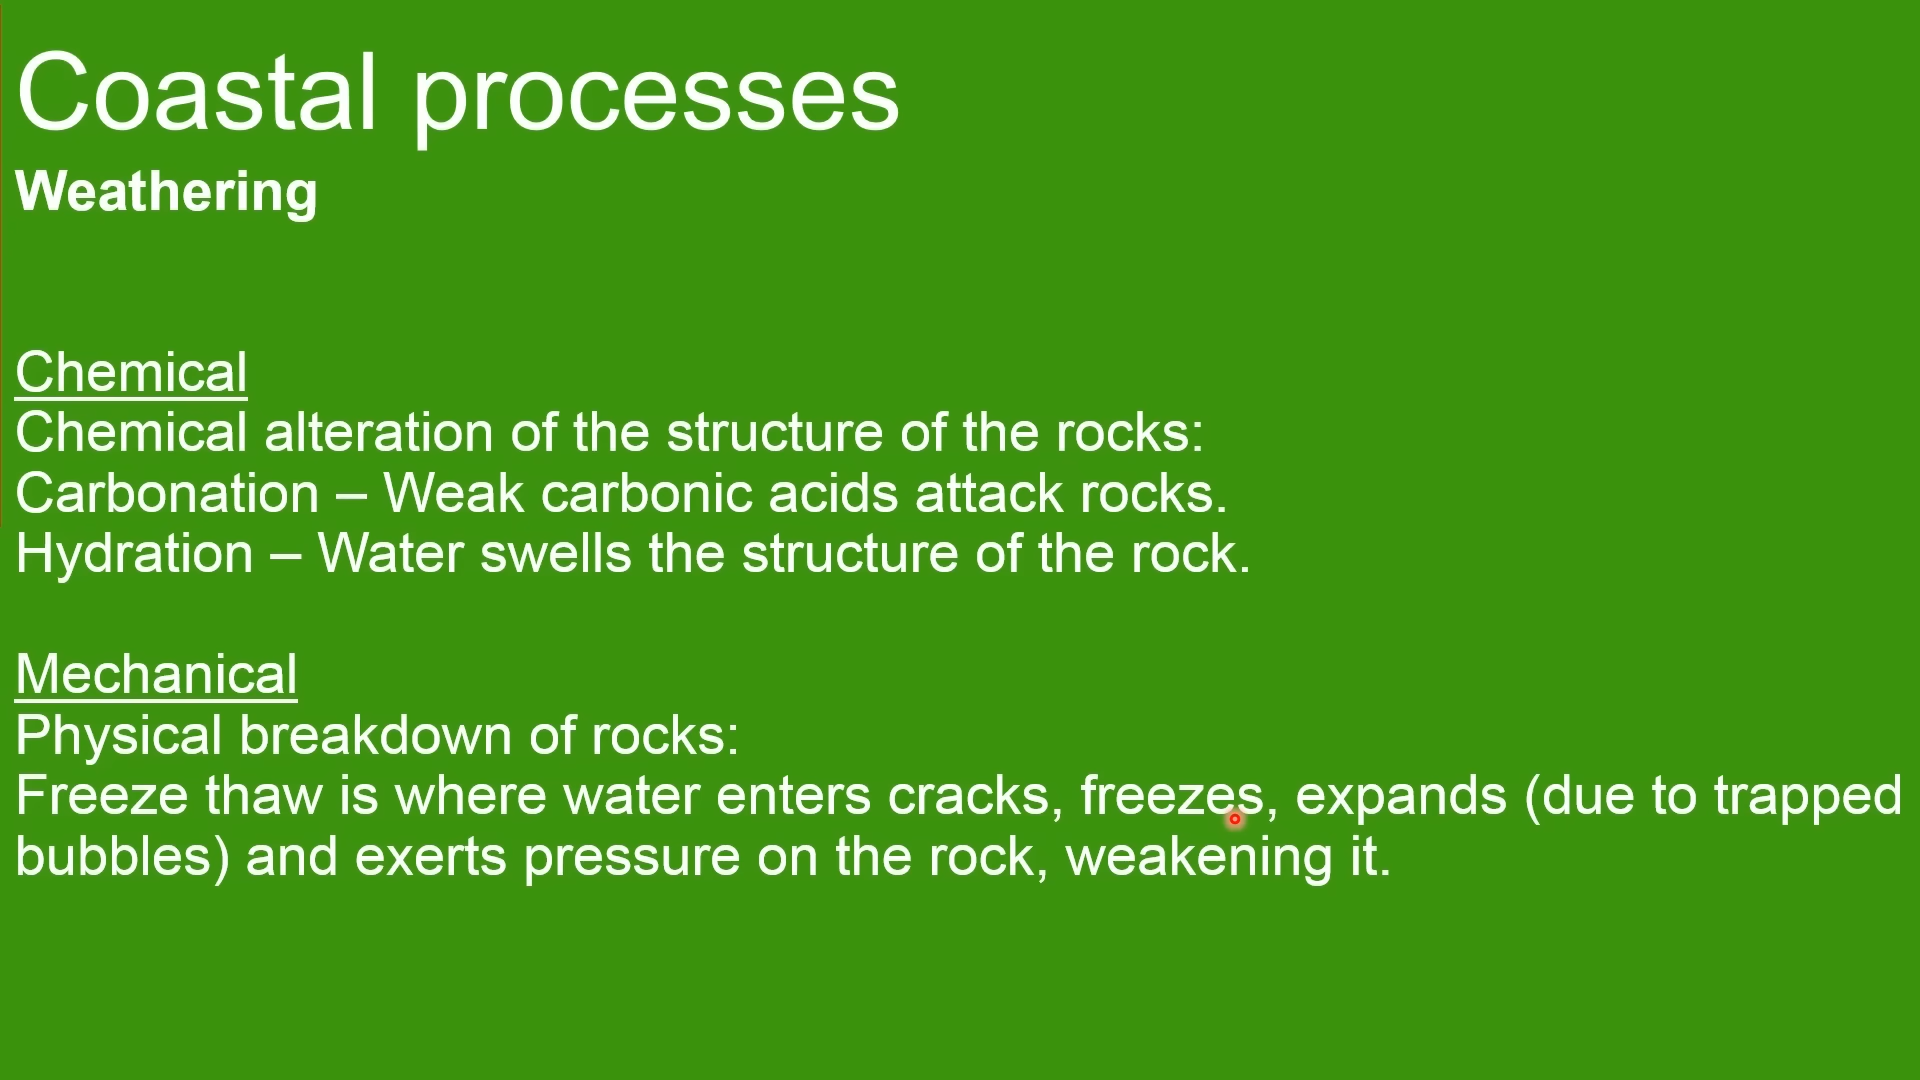 Coastal processes
Weathering
Chemical
Chemical alteration of the structure of the rocks:
Carbonation – Weak carbonic acids attack rocks.
Hydration – Water swells the structure of the rock.
Mechanical
Physical breakdown of rocks:
Freeze thaw is where water enters cracks, freezes, expands (due to trapped
bubbles) and exerts pressure on the rock, weakening it.